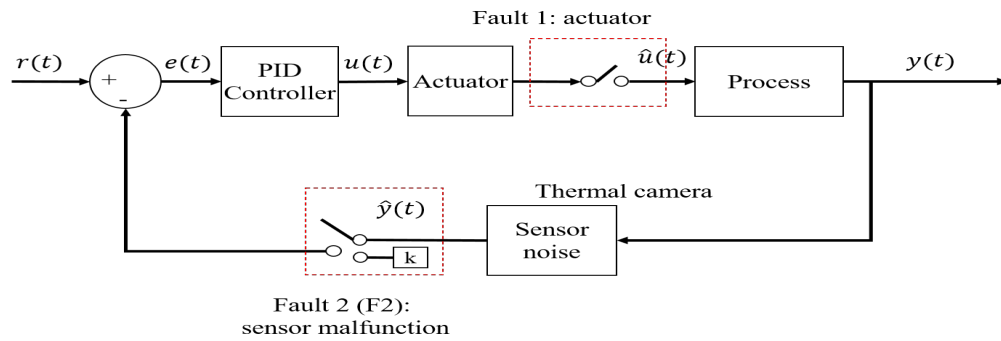 Fault 1: actuator
r(t)
+
-
e(t)
PID
Controller
u(t)
Actuator
û(t)
Process
y(t)
Thermal camera
ŷ(t)
k
Sensor
noise
Fault 2 (F2):
sensor malfunction